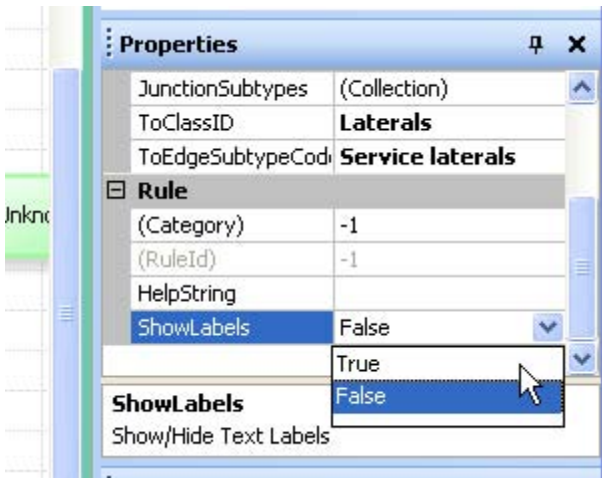 Properties
JunctionSubtypes (Collection)
ToClassID Laterals
ToEdgeSubtypeCod Service laterals
Rule
(Category) -1
(RuleId) -1
HelpString
ShowLabels False
True
False
ShowLabels
Show/Hide Text Labels